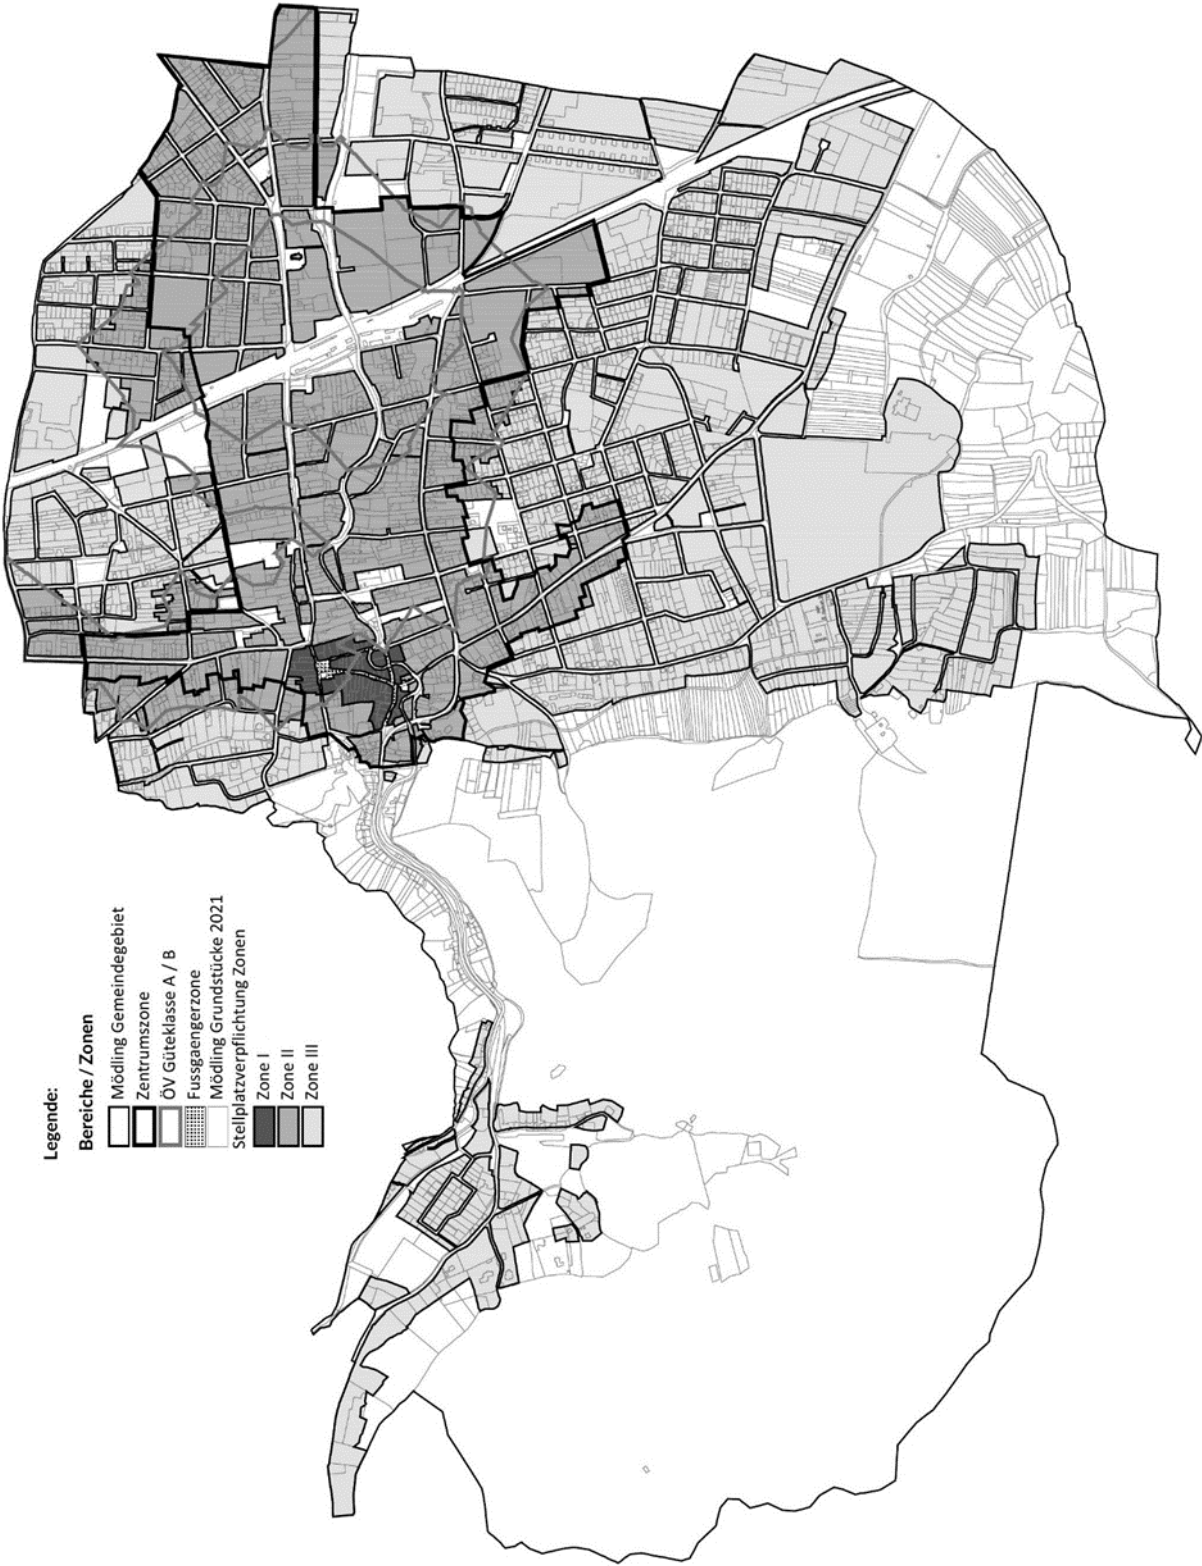 Legende:
Bereiche / Zonen
Mödling Gemeindegebiet
Zentrumszone
ÖV Güteklasse A / B
Fussgaengerzone
Mödling Grundstücke 2021
Stellplatzverpflichtung Zonen
Zone I
Zone II
Zone III